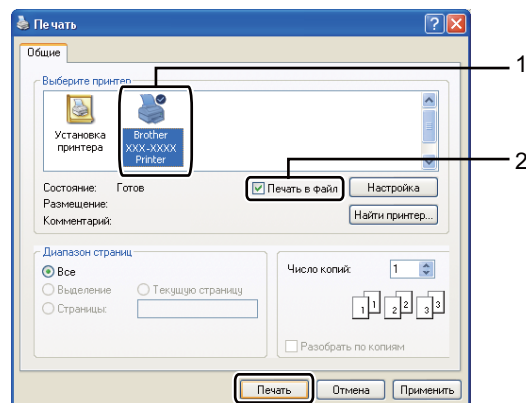 Печать
Общие
Выберите принтер
1
Установка принтера
Brother XXX-XXXX Printer
2
Состояние: Готов
Печать в файл
Настройка
Размещение:
Комментарий:
Найти принтер...
Диапазон страниц
Все
Выделение
Текущую страницу
Страницы:
Число копий: 1
1 1 2 2 3 3
Разобрать по копиям
Печать
Отмена
Применить